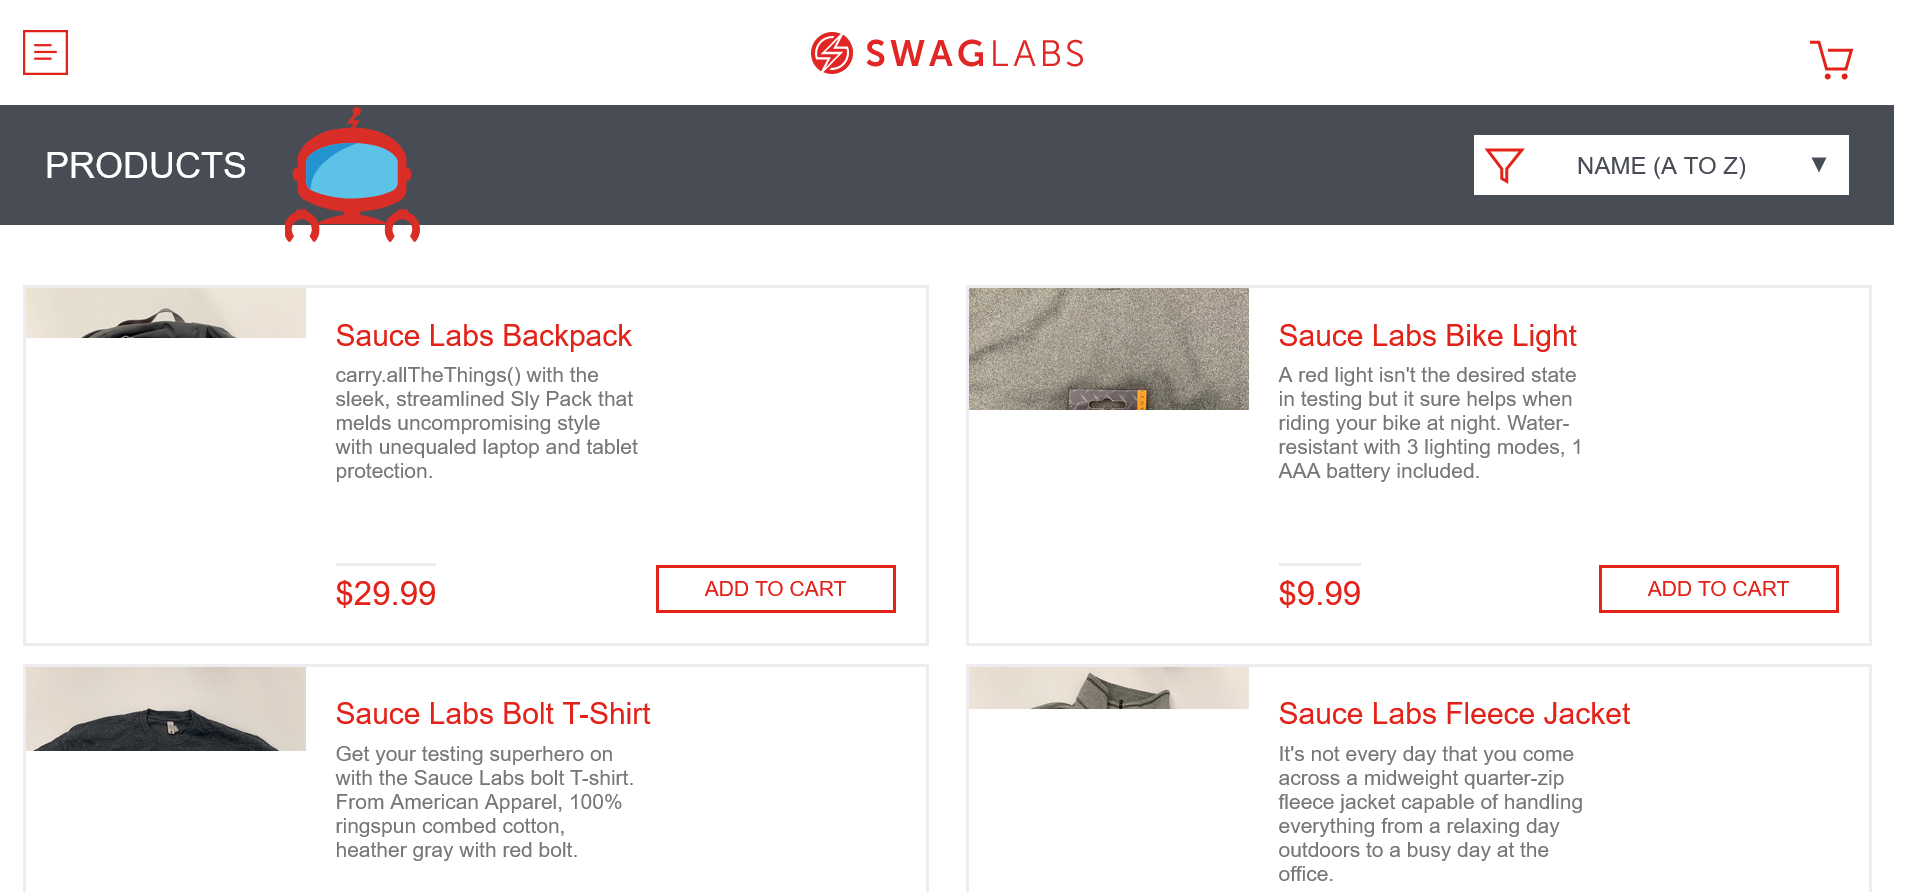 SWAGLABS
PRODUCTS
NAME (A TO Z)
Sauce Labs Backpack
carry.allTheThings() with the
sleek, streamlined Sly Pack that
melds uncompromising style
with unequaled laptop and tablet
protection.
$29.99
ADD TO CART
Sauce Labs Bike Light
A red light isn't the desired state
in testing but it sure helps when
riding your bike at night. Water-
resistant with 3 lighting modes, 1
AAA battery included.
$9.99
ADD TO CART
Sauce Labs Bolt T-Shirt
Get your testing superhero on
with the Sauce Labs bolt T-shirt.
From American Apparel, 100%
ringspun combed cotton,
heather gray with red bolt.
Sauce Labs Fleece Jacket
It's not every day that you come
across a midweight quarter-zip
fleece jacket capable of handling
everything from a relaxing day
outdoors to a busy day at the
office.